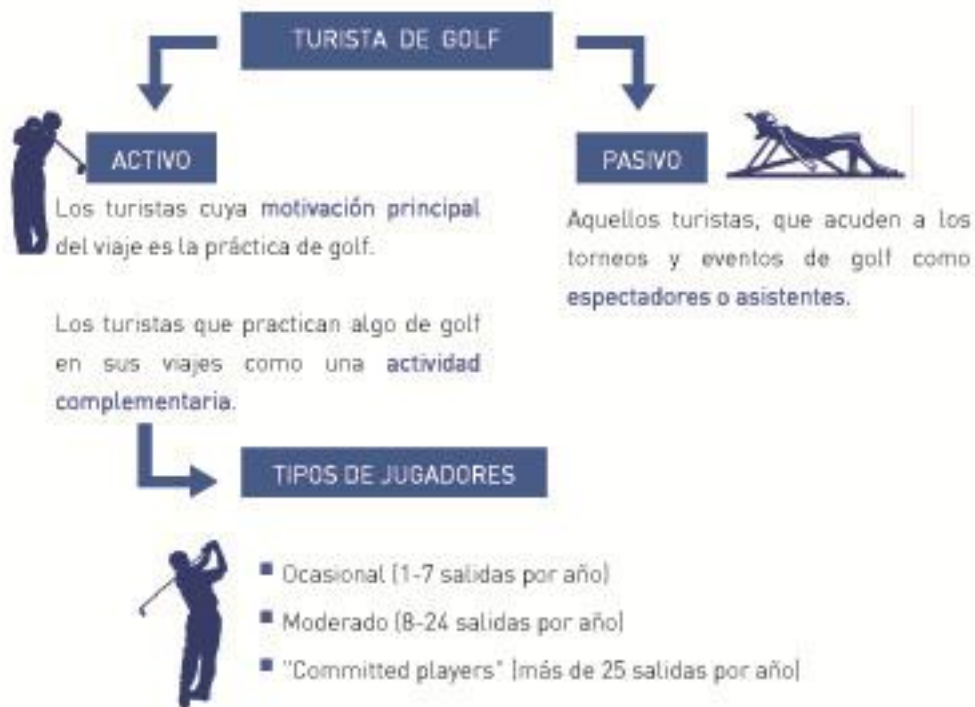 TURISTA DE GOLF
ACTIVO
Los turistas cuya motivación principal
del viaje es la práctica de golf.
Los turistas que practican algo de golf
en sus viajes como una actividad
complementaria.
PASIVO
Aquellos turistas, que acuden a los
torneos y eventos de golf como
espectadores o asistentes.
TIPOS DE JUGADORES
Ocasional (1-7 salidas por año)
Moderado (8-24 salidas por año)
"Committed players" (más de 25 salidas por año)